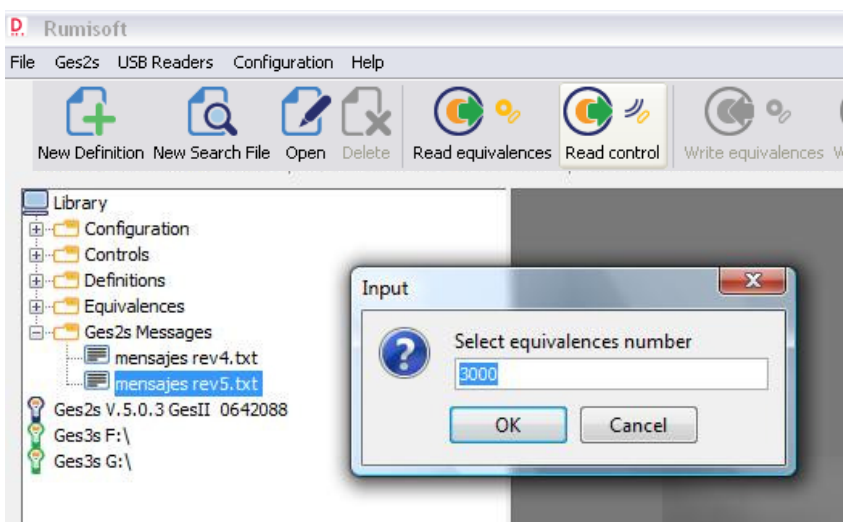 D. Rumisoft
File Ges2s USB Readers Configuration Help
New Definition New Search File Open Delete Read equivalences Read control Write equivalences W
Library
Configuration
Controls
Definitions
Equivalences
Ges2s Messages
mensajes rev4.txt
mensajes rev5.txt
Ges2s V.5.0.3 GesII 0642088
Ges3s F:\
Ges3s G:\
Input
Select equivalences number
3000
OK Cancel